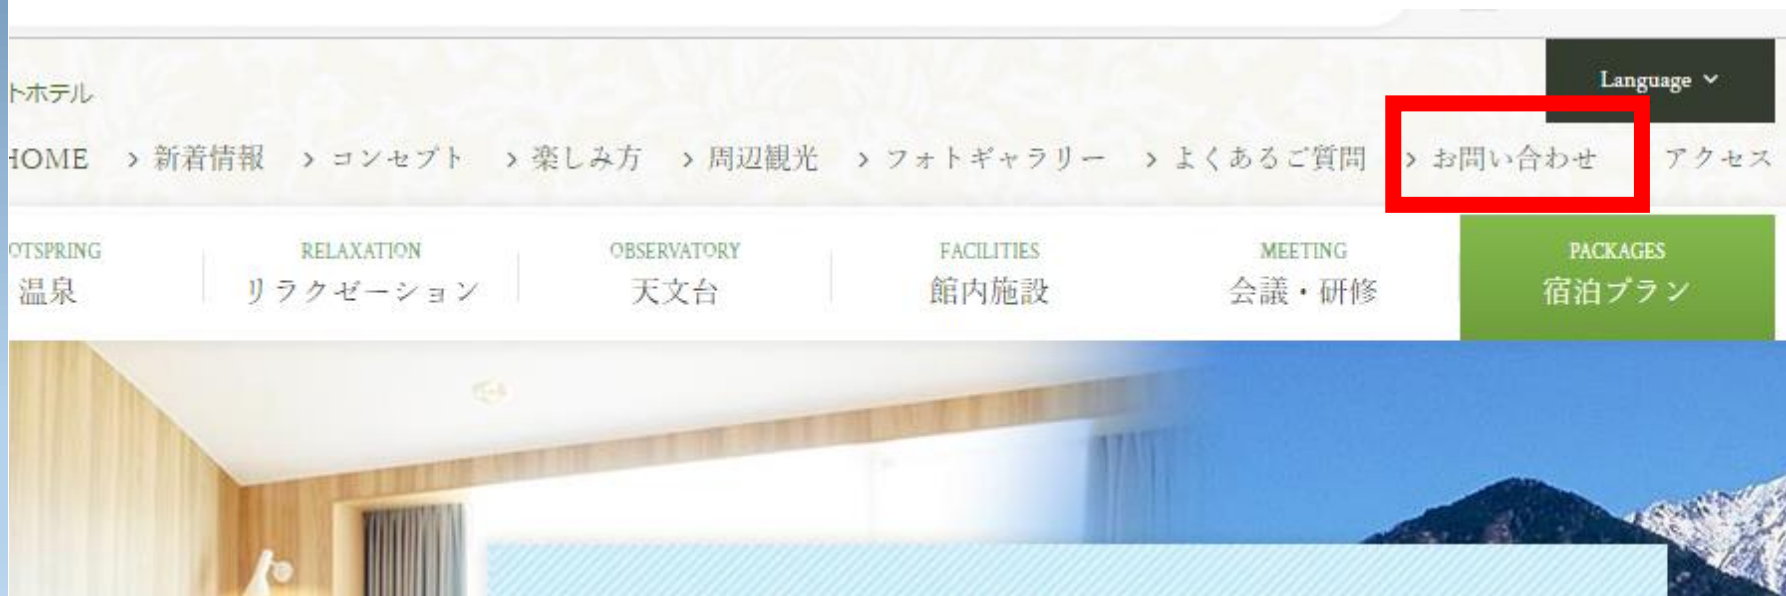 トホテル
Language
HOME > 新着情報 > コンセプト > 楽しみ方 > 周辺観光 > フォトギャラリー > よくあるご質問 > お問い合わせ アクセス
OTSPRING RELAXATION OBSERVATORY FACILITIES MEETING PACKAGES
温泉 リラクゼーション 天文台 館内施設 会議・研修 宿泊プラン